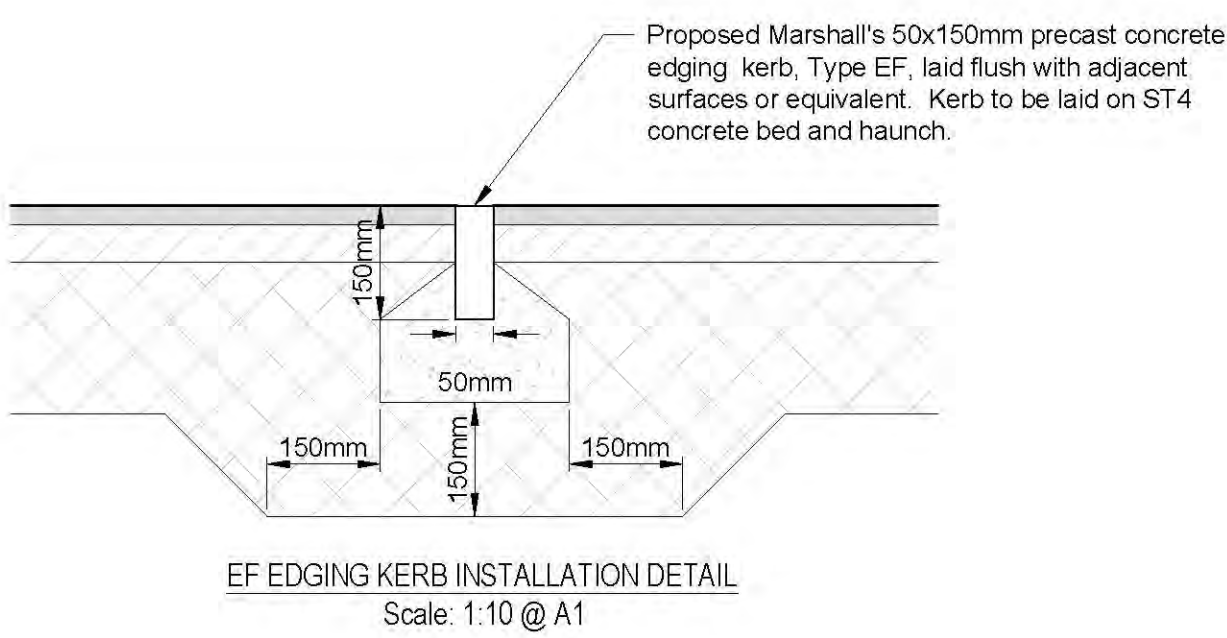 Proposed Marshall's 50x150mm precast concrete
edging kerb, Type EF, laid flush with adjacent
surfaces or equivalent. Kerb to be laid on ST4
concrete bed and haunch.
150mm
50mm
150mm
150mm
150mm
EF EDGING KERB INSTALLATION DETAIL
Scale: 1:10 @ A1